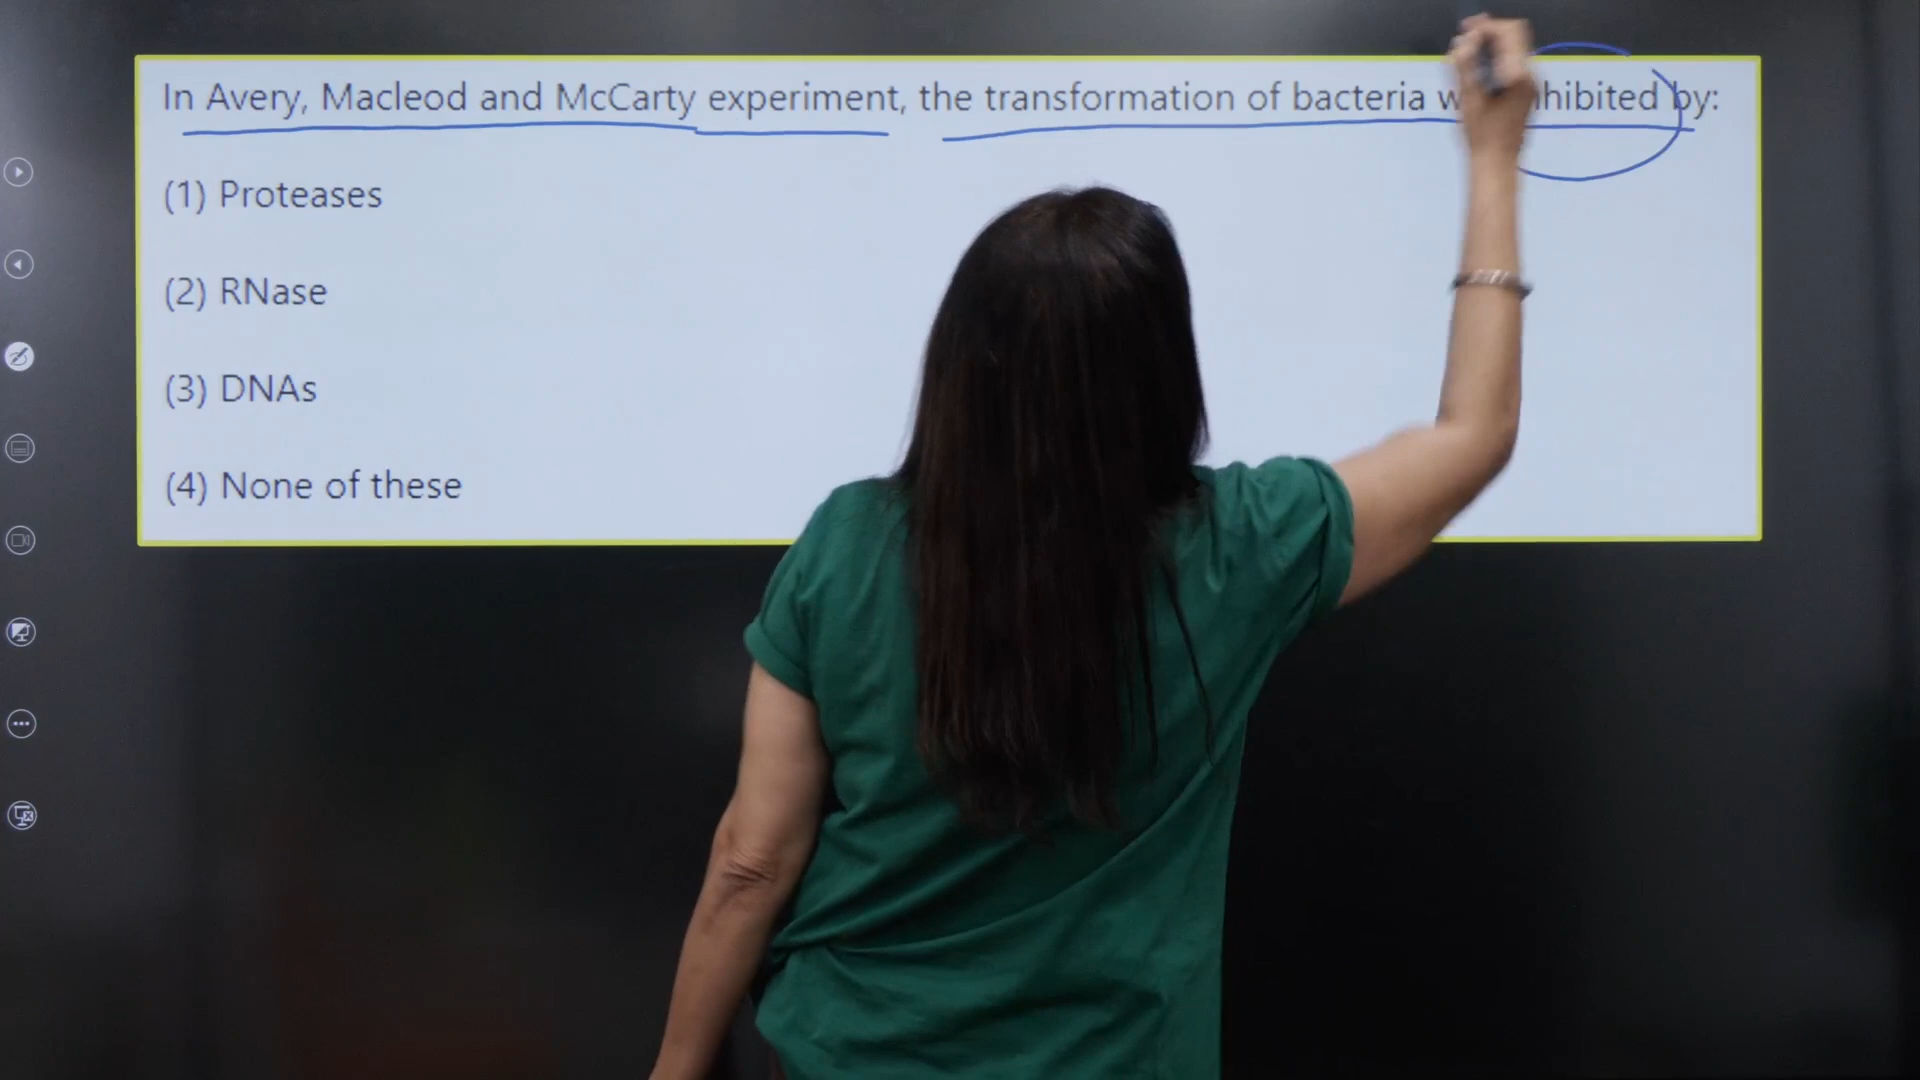 In Avery, Macleod and McCarty experiment, the transformation of bacteria by:
(1) Proteases
(2) RNase
(3) DNAs
(4) None of these